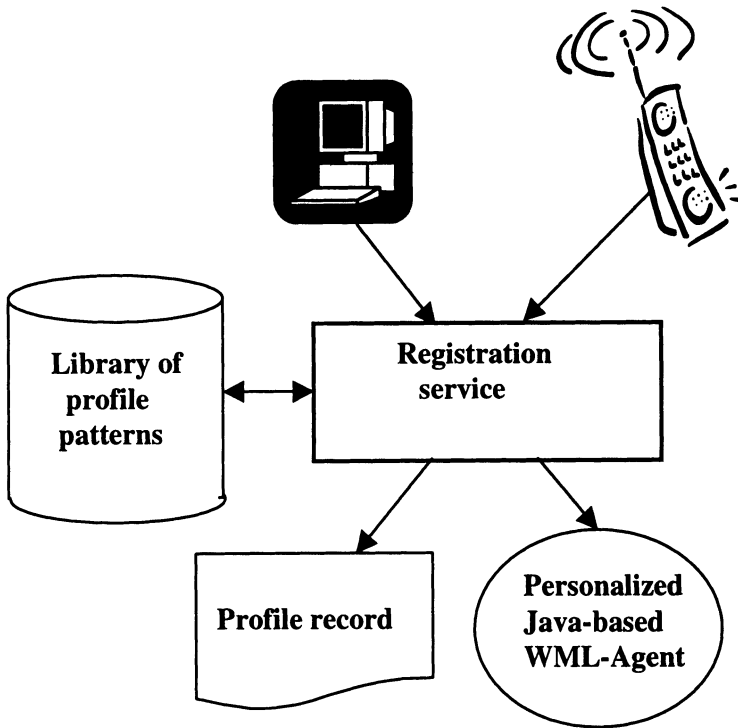 Registration
service
Library of
profile
patterns
Profile record
Personalized
Java-based
WML-Agent